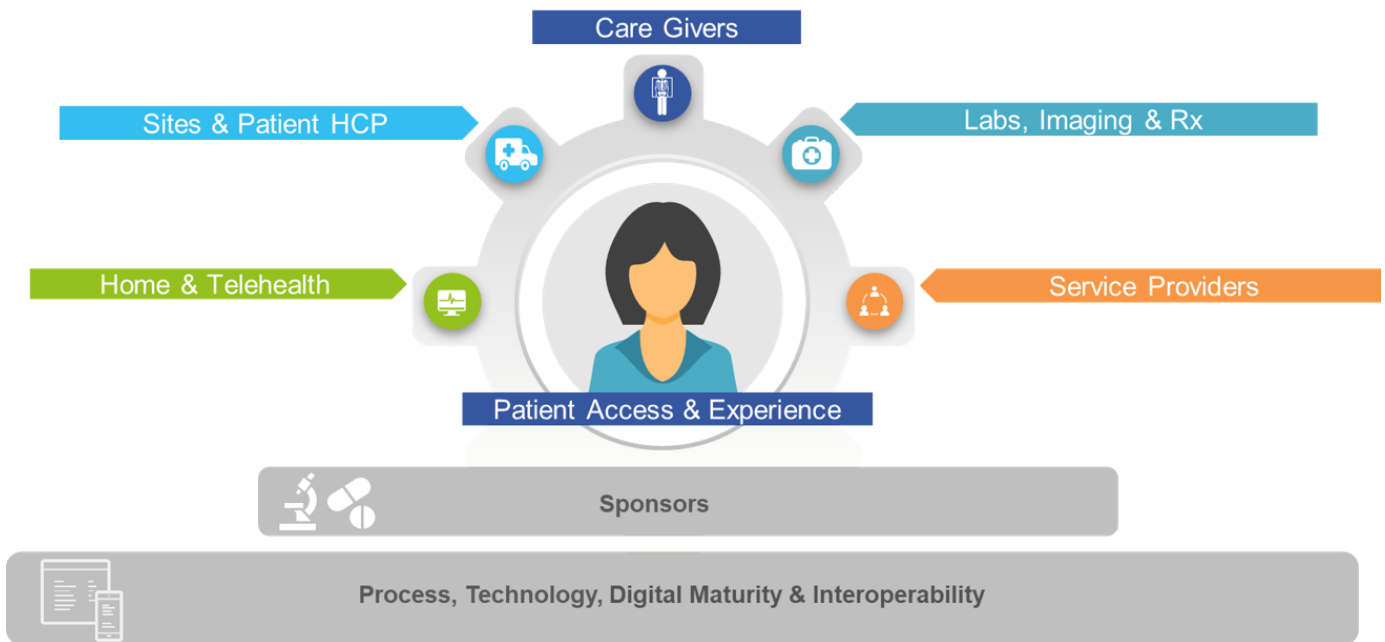 Care Givers
Sites & Patient HCP
Labs, Imaging & Rx
Home & Telehealth
Service Providers
Patient Access & Experience
Sponsors
Process, Technology, Digital Maturity & Interoperability